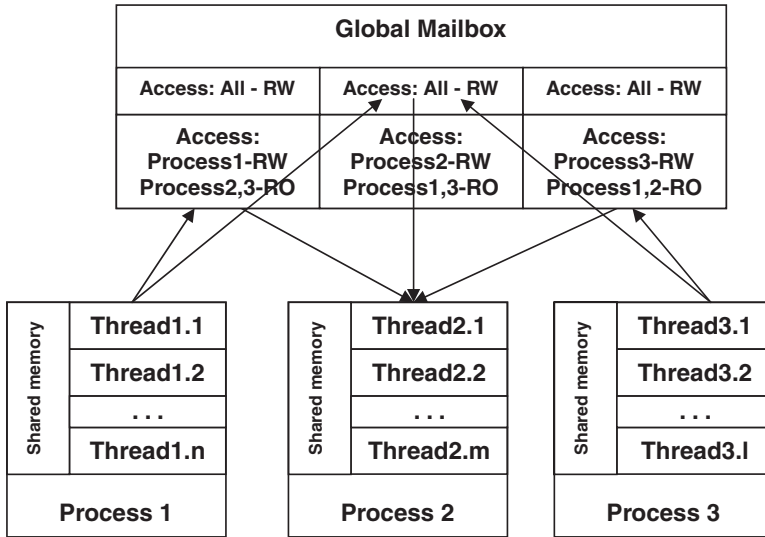 Global Mailbox
Access: All - RW
Access: All - RW
Access: All - RW
Access:
Process1-RW
Process2,3-RO
Access:
Process2-RW
Process1,3-RO
Access:
Process3-RW
Process1,2-RO
Shared memory
Thread1.1
Thread1.2
. . .
Thread1.n
Process 1
Shared memory
Thread2.1
Thread2.2
. . .
Thread2.m
Process 2
Shared memory
Thread3.1
Thread3.2
. . .
Thread3.l
Process 3